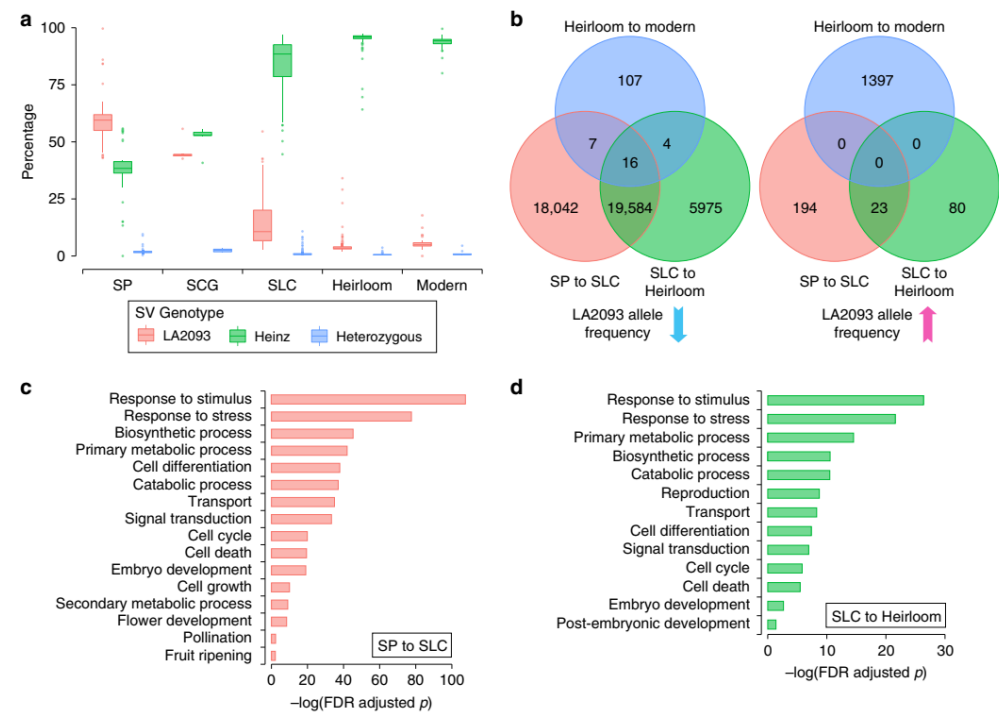 a
100
75
50
25
0
Percentage
SP
SCG
SLC
Heirloom
Modern
SV Genotype
LA2093
Heinz
Heterozygous
b
Heirloom to modern
107
7
4
16
18,042
19,584
5975
SP to SLC
SLC to
Heirloom
LA2093 allele
frequency
Heirloom to modern
1397
0
0
0
194
23
80
SP to SLC
SLC to
Heirloom
LA2093 allele
frequency
c
Response to stimulus
Response to stress
Biosynthetic process
Primary metabolic process
Cell differentiation
Catabolic process
Transport
Signal transduction
Cell cycle
Cell death
Embryo development
Cell growth
Secondary metabolic process
Flower development
Pollination
Fruit ripening
SP to SLC
0 20 40 60 80 100
–log(FDR adjusted p)
d
Response to stimulus
Response to stress
Primary metabolic process
Biosynthetic process
Catabolic process
Reproduction
Transport
Cell differentiation
Signal transduction
Cell cycle
Cell death
Embryo development
Post-embryonic development
SLC to Heirloom
0 10 20 30
–log(FDR adjusted p)